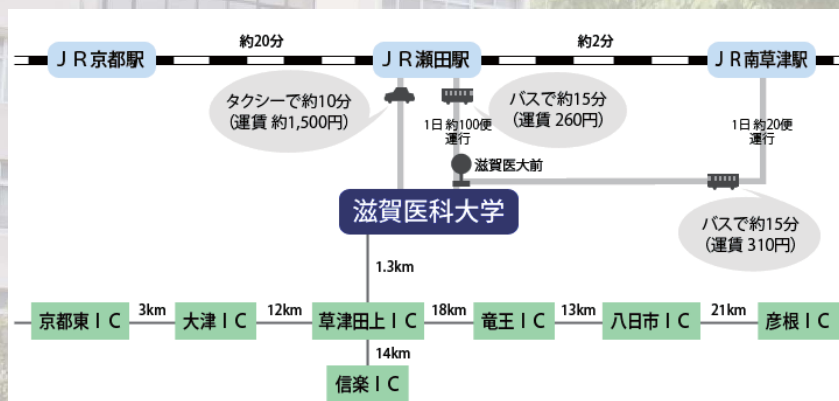 約20分
約2分
ＪＲ京都駅
ＪＲ瀬田駅
ＪＲ南草津駅
タクシーで約10分
（運賃 約1,500円）
バスで約15分
（運賃 260円）
1日 約100便
運行
1日 約20便
運行
滋賀医大前
滋賀医科大学
バスで約15分
（運賃 310円）
1.3km
京都東ＩＣ
3km
大津ＩＣ
12km
草津田上ＩＣ
18km
竜王ＩＣ
13km
八日市ＩＣ
21km
彦根ＩＣ
14km
信楽ＩＣ